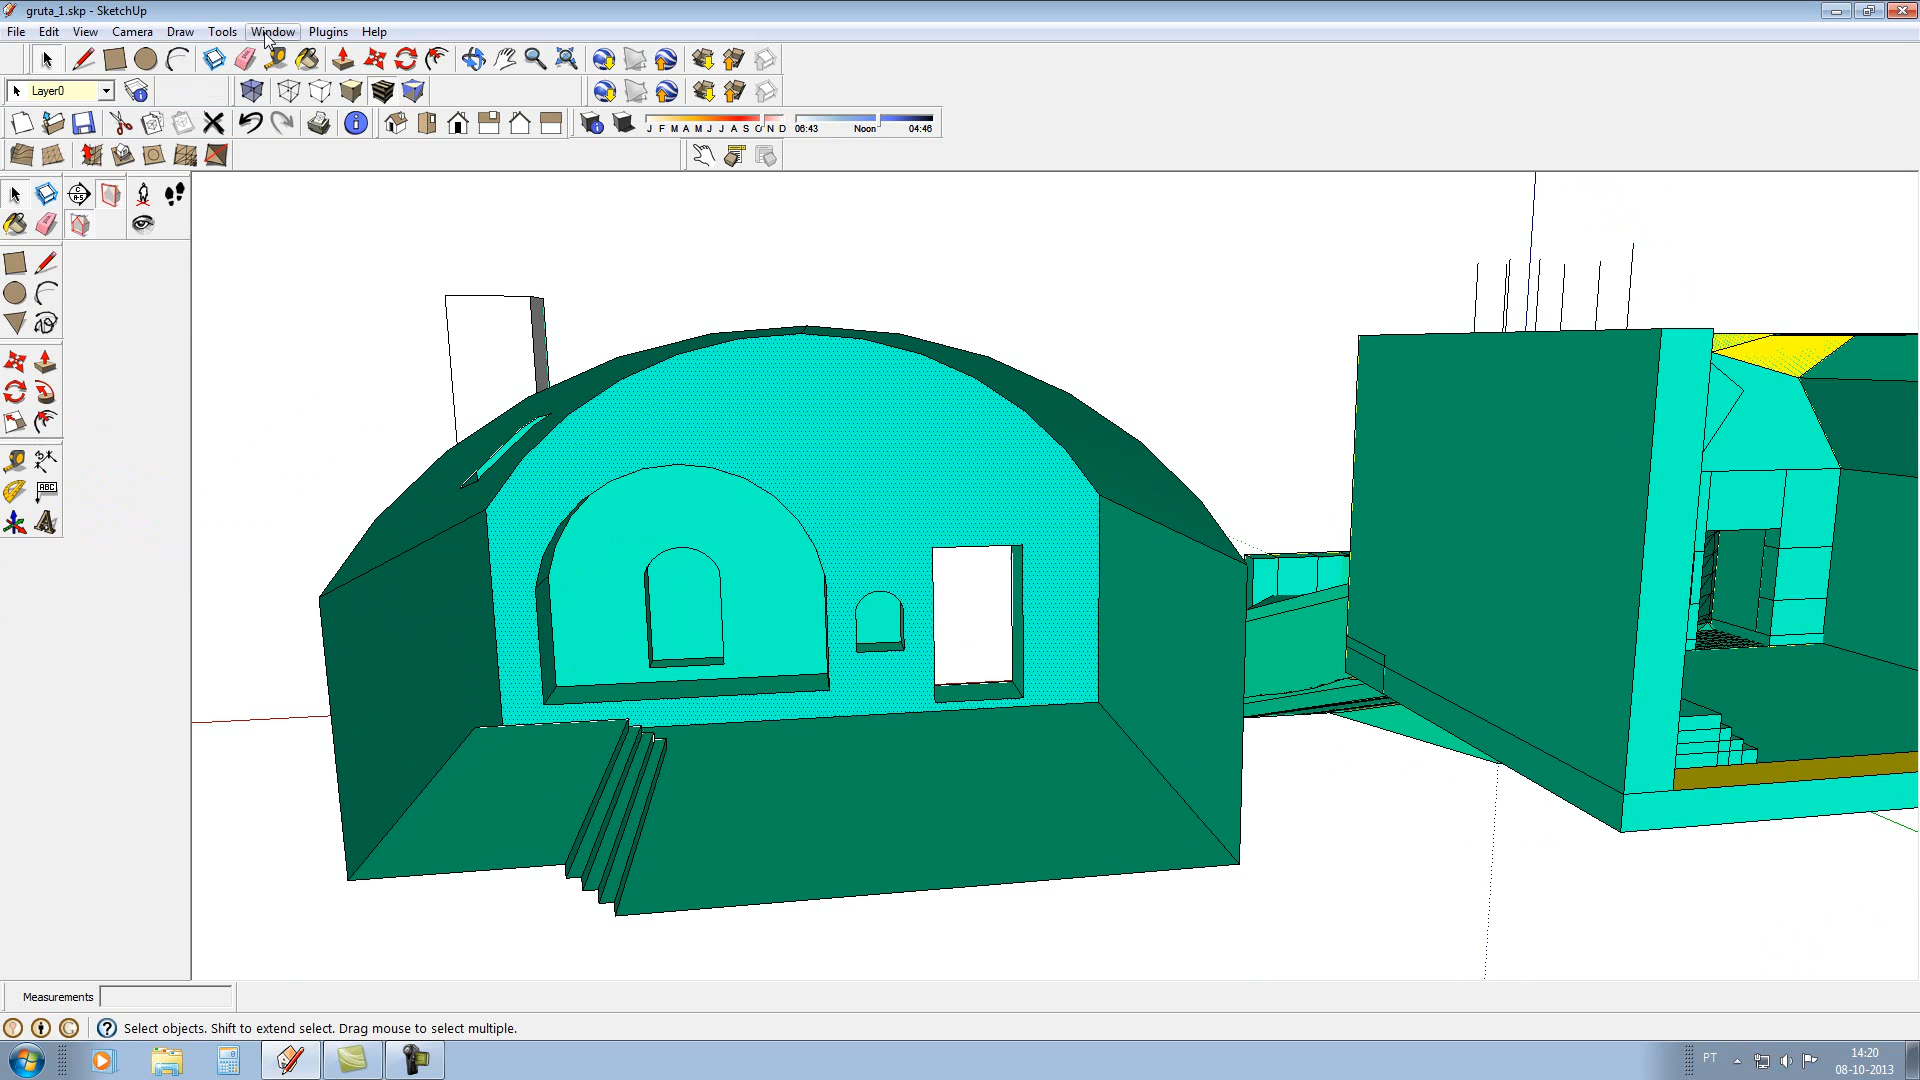 gruta_1.skp - SketchUp
File Edit View Camera Draw Tools Window Plugins Help
Layer0
J F M A M J J A S O N D 06:43 Noon 04:46
ABC
Measurements
Select objects. Shift to extend select. Drag mouse to select multiple.
PT
14:20
08-10-2013